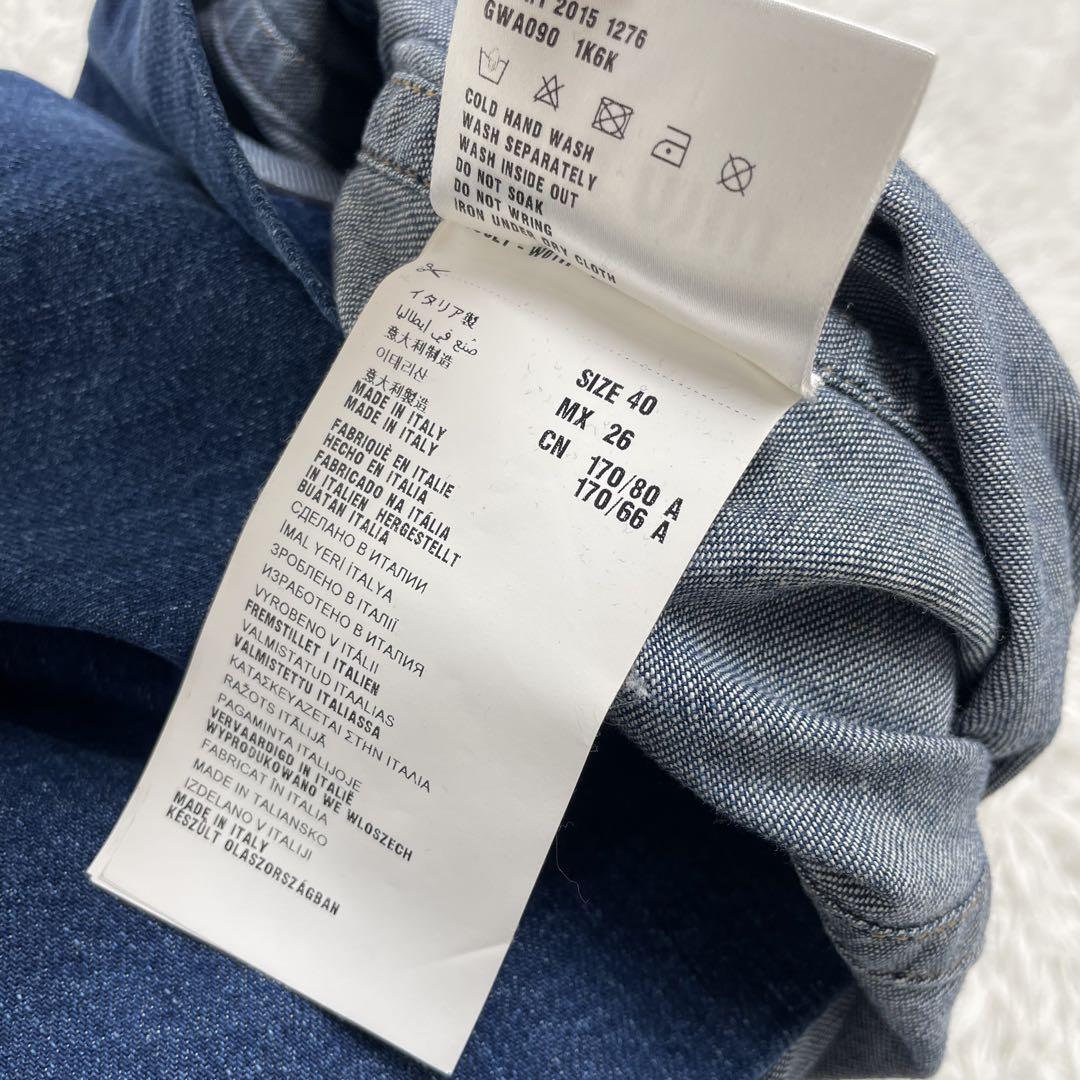 2015 1276
GWA090 1K6K
COLD HAND WASH
WASH SEPARATELY
WASH INSIDE OUT
DO NOT SOAK
DO NOT WRING
IRON UNDER DRY CLOTH
イタリア製
صنع في إيطاليا
意大利制造
이태리산
意大利製造
MADE IN ITALY
MADE IN ITALY
FABRIQUÉ EN ITALIE
HECHO EN ITALIA
FABRICADO NA ITÁLIA
IN ITALIEN HERGESTELLT
BUATAN ITALIA
СДЕЛАНО В ИТАЛИИ
İMAL YERİ İTALYA
ЗРОБЛЕНО В ІТАЛІЇ
ИЗРАБОТЕНО В ИТАЛИЯ
VYROBENO V ITÁLII
FREMSTILLET I ITALIEN
VALMISTATUD ITAALIAS
VALMISTETTU ITALIASSA
ΚΑΤΑΣΚΕΥΑΖΕΤΑΙ ΣΤΗΝ ΙΤΑΛΙΑ
RAŽOTS ITĀLIJĀ
PAGAMINTA ITALIJOJE
VERVAARDIGD IN ITALIË
WYPRODUKOWANO WE WLOSZECH
FABRICAT ÎN ITALIA
MADE IN TALIANSKO
IZDELANO V ITALIJI
MADE IN ITALY
KÉSZÜLT OLASZORSZÁGBAN
SIZE 40
MX 26
CN 170/80 A
170/66 A